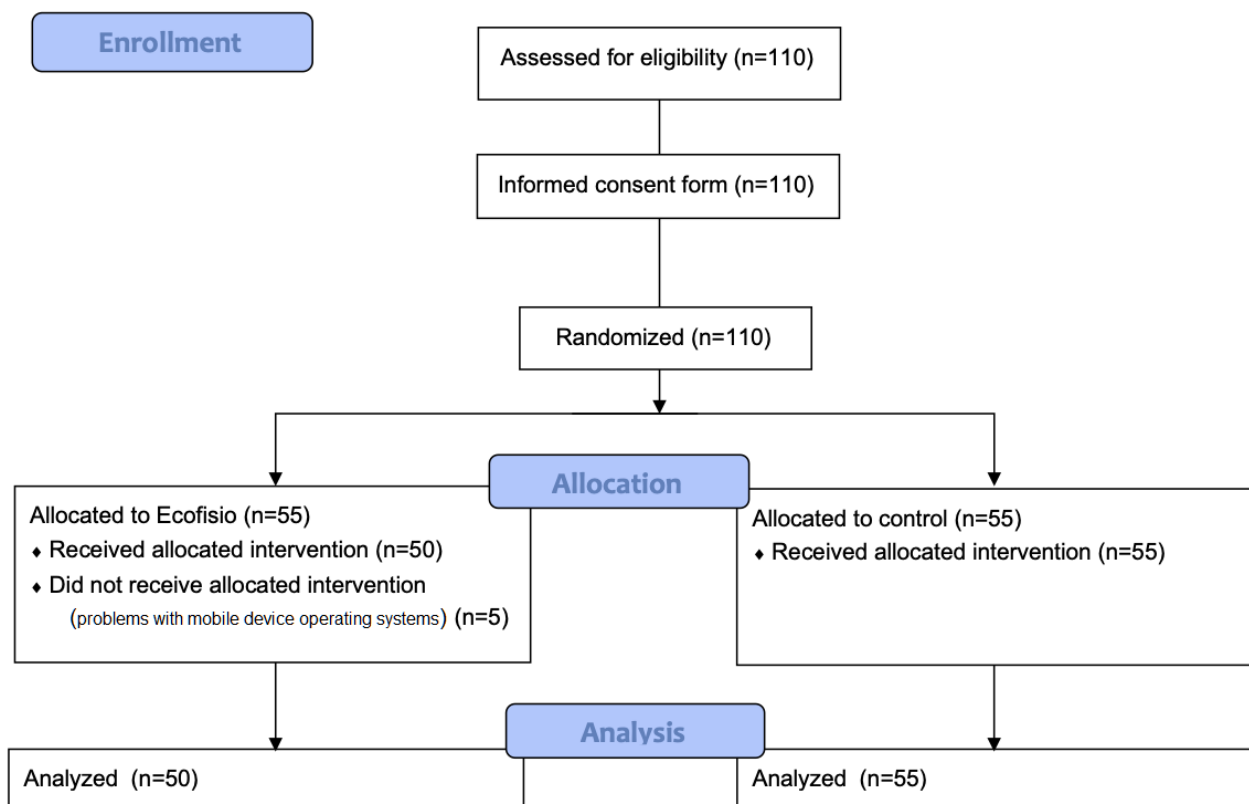 Enrollment
Assessed for eligibility (n=110)
Informed consent form (n=110)
Randomized (n=110)
Allocation
Allocated to Ecofisio (n=55)
♦ Received allocated intervention (n=50)
♦ Did not receive allocated intervention
(problems with mobile device operating systems) (n=5)
Allocated to control (n=55)
♦ Received allocated intervention (n=55)
Analysis
Analyzed (n=50)
Analyzed (n=55)